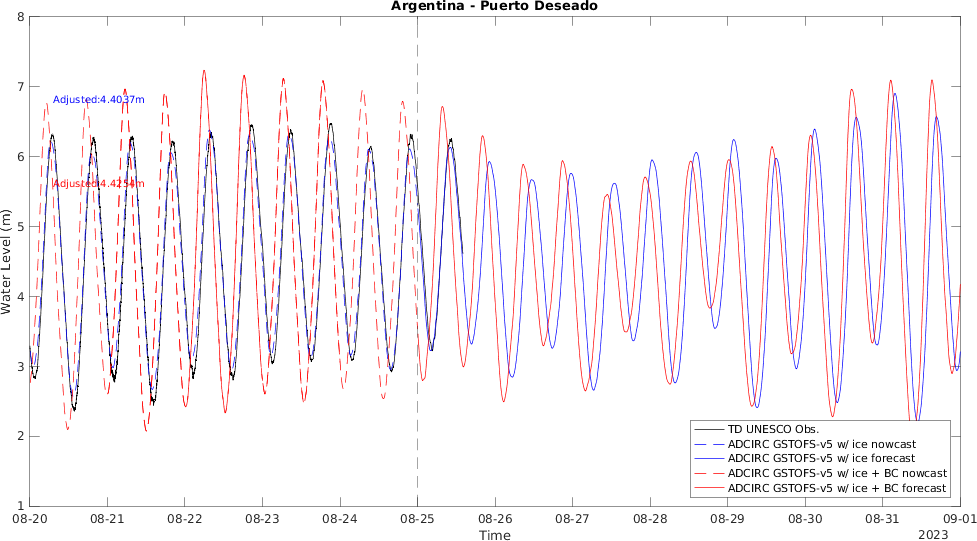 Argentina - Puerto Deseado
8
7
6
5
4
3
2
1
Water Level (m)
Adjusted:4.4037m
Adjusted:4.4254m
TD UNESCO Obs.
ADCIRC GSTOFS-v5 w/ ice nowcast
ADCIRC GSTOFS-v5 w/ ice forecast
ADCIRC GSTOFS-v5 w/ ice + BC nowcast
ADCIRC GSTOFS-v5 w/ ice + BC forecast
08-20 08-21 08-22 08-23 08-24 08-25 08-26 08-27 08-28 08-29 08-30 08-31 09-01
Time
2023